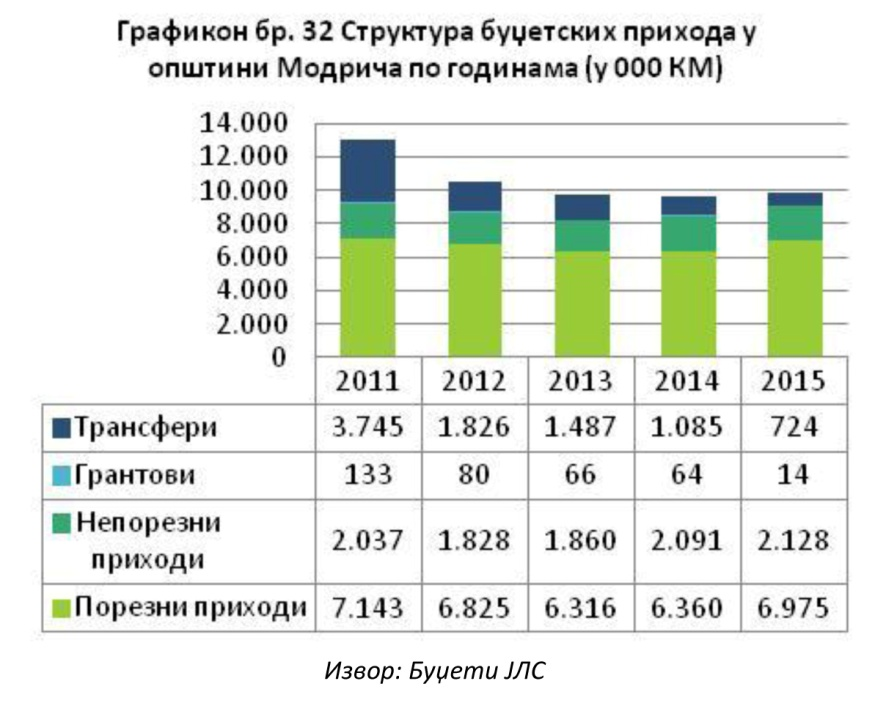 Графикон бр. 32 Структура буџетских прихода у
општини Модрича по годинама (у 000 КМ)
14.000
12.000
10.000
8.000
6.000
4.000
2.000
0
2011 2012 2013 2014 2015
Трансфери 3.745 1.826 1.487 1.085 724
Грантови 133 80 66 64 14
Непорезни
приходи 2.037 1.828 1.860 2.091 2.128
Порезни приходи 7.143 6.825 6.316 6.360 6.975
Извор: Буџети ЈЛС